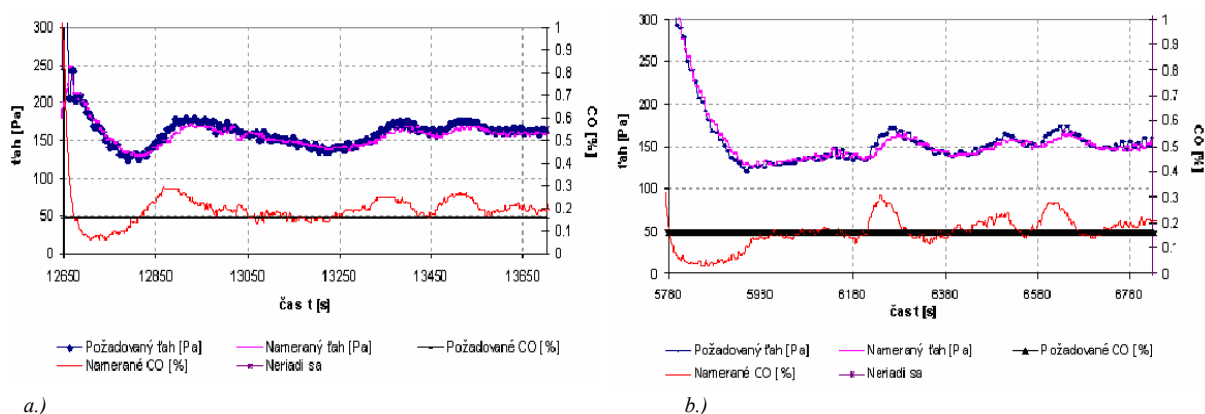 300
250
200
150
100
50
0
ťah [Pa]
1
0.9
0.8
0.7
0.6
0.5
0.4
0.3
0.2
0.1
0
CO [%]
12650 12850 13050 13250 13450 13650
čas t [s]
Požadovaný ťah [Pa] Nameraný ťah [Pa] Požadované CO [%]
Namerané CO [%] Neriadi sa
a.)
300
250
200
150
100
50
0
ťah [Pa]
1
0.9
0.8
0.7
0.6
0.5
0.4
0.3
0.2
0.1
0
CO [%]
5780 5980 6180 6380 6580 6780
čas t [s]
Požadovaný ťah [Pa] Nameraný ťah [Pa] Požadované CO [%]
Namerané CO [%] Neriadi sa
b.)